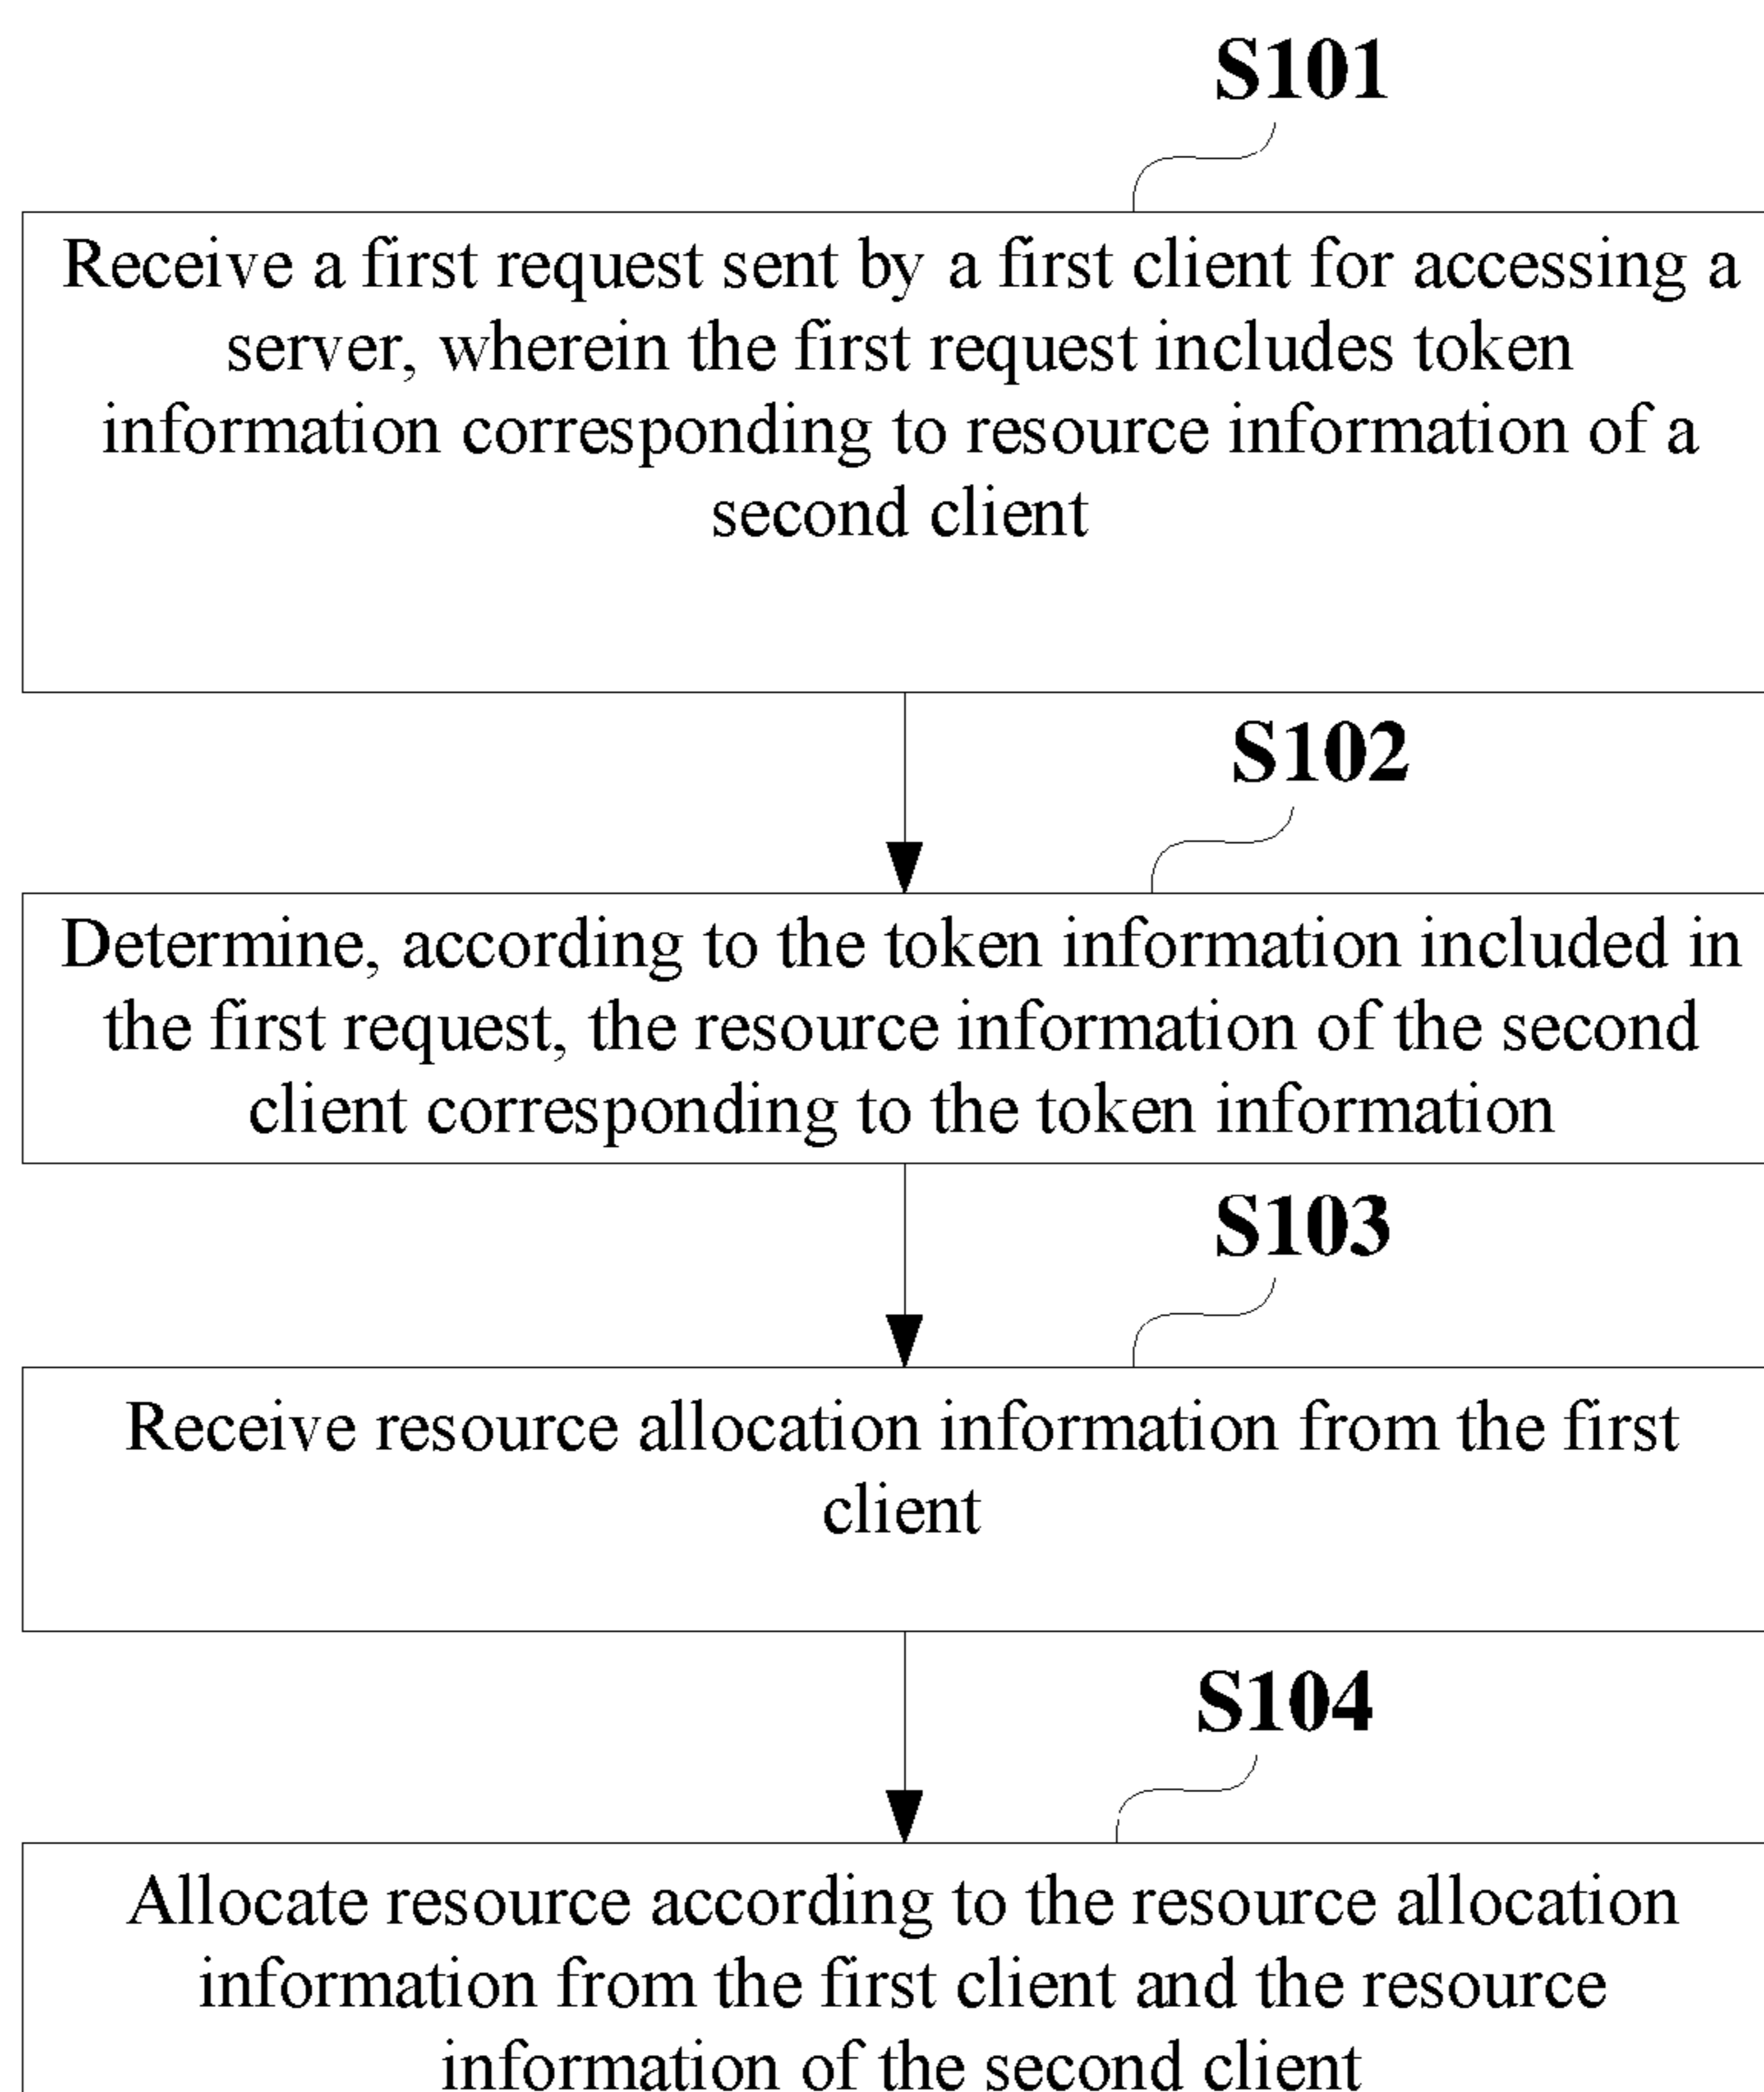 S101
Receive a first request sent by a first client for accessing a
server, wherein the first request includes token
information corresponding to resource information of a
second client
S102
Determine, according to the token information included in
the first request, the resource information of the second
client corresponding to the token information
S103
Receive resource allocation information from the first
client
S104
Allocate resource according to the resource allocation
information from the first client and the resource
information of the second client